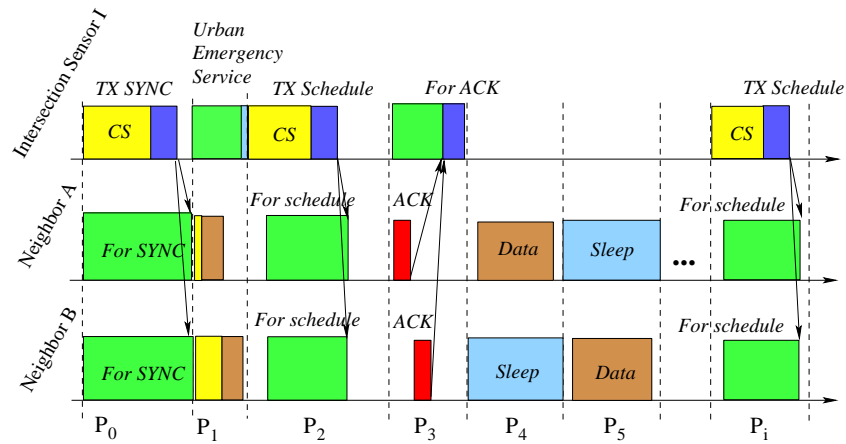 Urban
Emergency
Service
TX SYNC
TX Schedule
For ACK
TX Schedule
Intersection Sensor I
CS
CS
CS
Neighbor A
For schedule
ACK
For schedule
For SYNC
Data
Sleep
...
Neighbor B
For schedule
ACK
For schedule
For SYNC
Sleep
Data
P0 P1 P2 P3 P4 P5 Pi